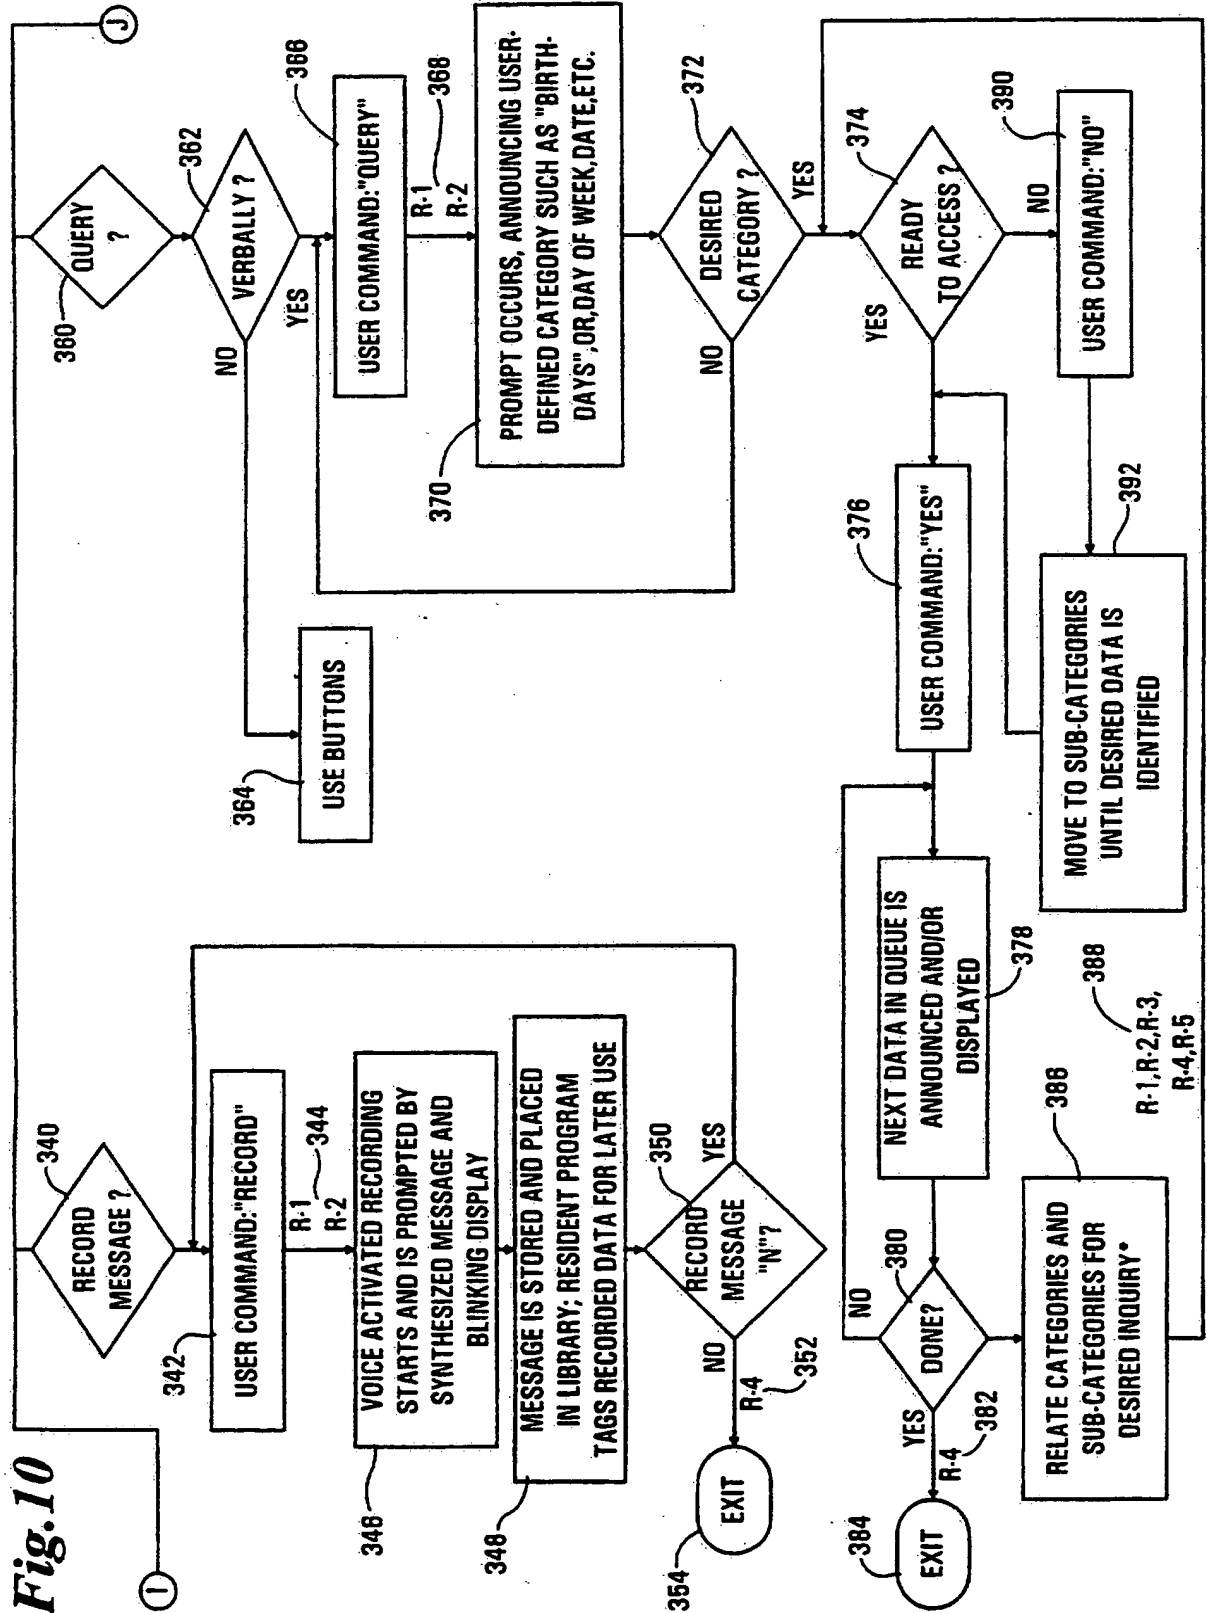 Fig.10
I
J
340
RECORD
MESSAGE ?
342
USER COMMAND:"RECORD"
R-1
R-2
344
346
VOICE ACTIVATED RECORDING
STARTS AND IS PROMPTED BY
SYNTHESIZED MESSAGE AND
BLINKING DISPLAY
348
MESSAGE IS STORED AND PLACED
IN LIBRARY; RESIDENT PROGRAM
TAGS RECORDED DATA FOR LATER USE
350
RECORD
MESSAGE
"N"?
YES
NO
R-4
352
EXIT
354
360
QUERY
?
362
VERBALLY ?
NO
YES
364
USE BUTTONS
366
USER COMMAND:"QUERY"
R-1
R-2
368
370
PROMPT OCCURS, ANNOUNCING USER-
DEFINED CATEGORY SUCH AS "BIRTH-
DAYS",OR,DAY OF WEEK,DATE,ETC.
372
DESIRED
CATEGORY ?
NO
YES
374
READY
TO ACCESS ?
YES
NO
376
USER COMMAND:"YES"
390
USER COMMAND:"NO"
392
MOVE TO SUB-CATEGORIES
UNTIL DESIRED DATA IS
IDENTIFIED
NEXT DATA IN QUEUE IS
ANNOUNCED AND/OR
DISPLAYED
378
380
DONE?
NO
YES
R-4
382
EXIT
384
386
RELATE CATEGORIES AND
SUB-CATEGORIES FOR
DESIRED INQUIRY*
388
R-1,R-2,R-3,
R-4,R-5